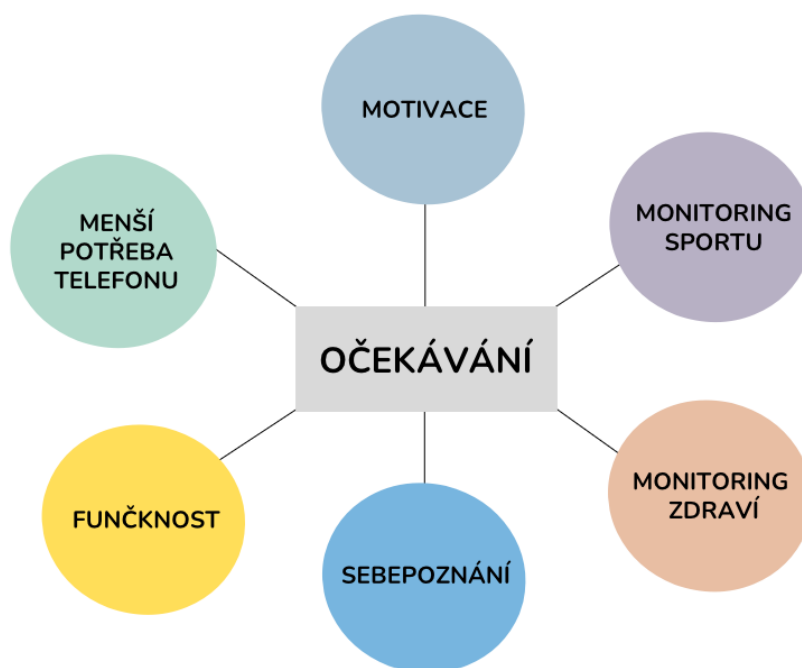 MOTIVACE
MENŠÍ
POTŘEBA
TELEFONU
MONITORING
SPORTU
OČEKÁVÁNÍ
FUNČKNOST
SEBEPOZNÁNÍ
MONITORING
ZDRAVÍ